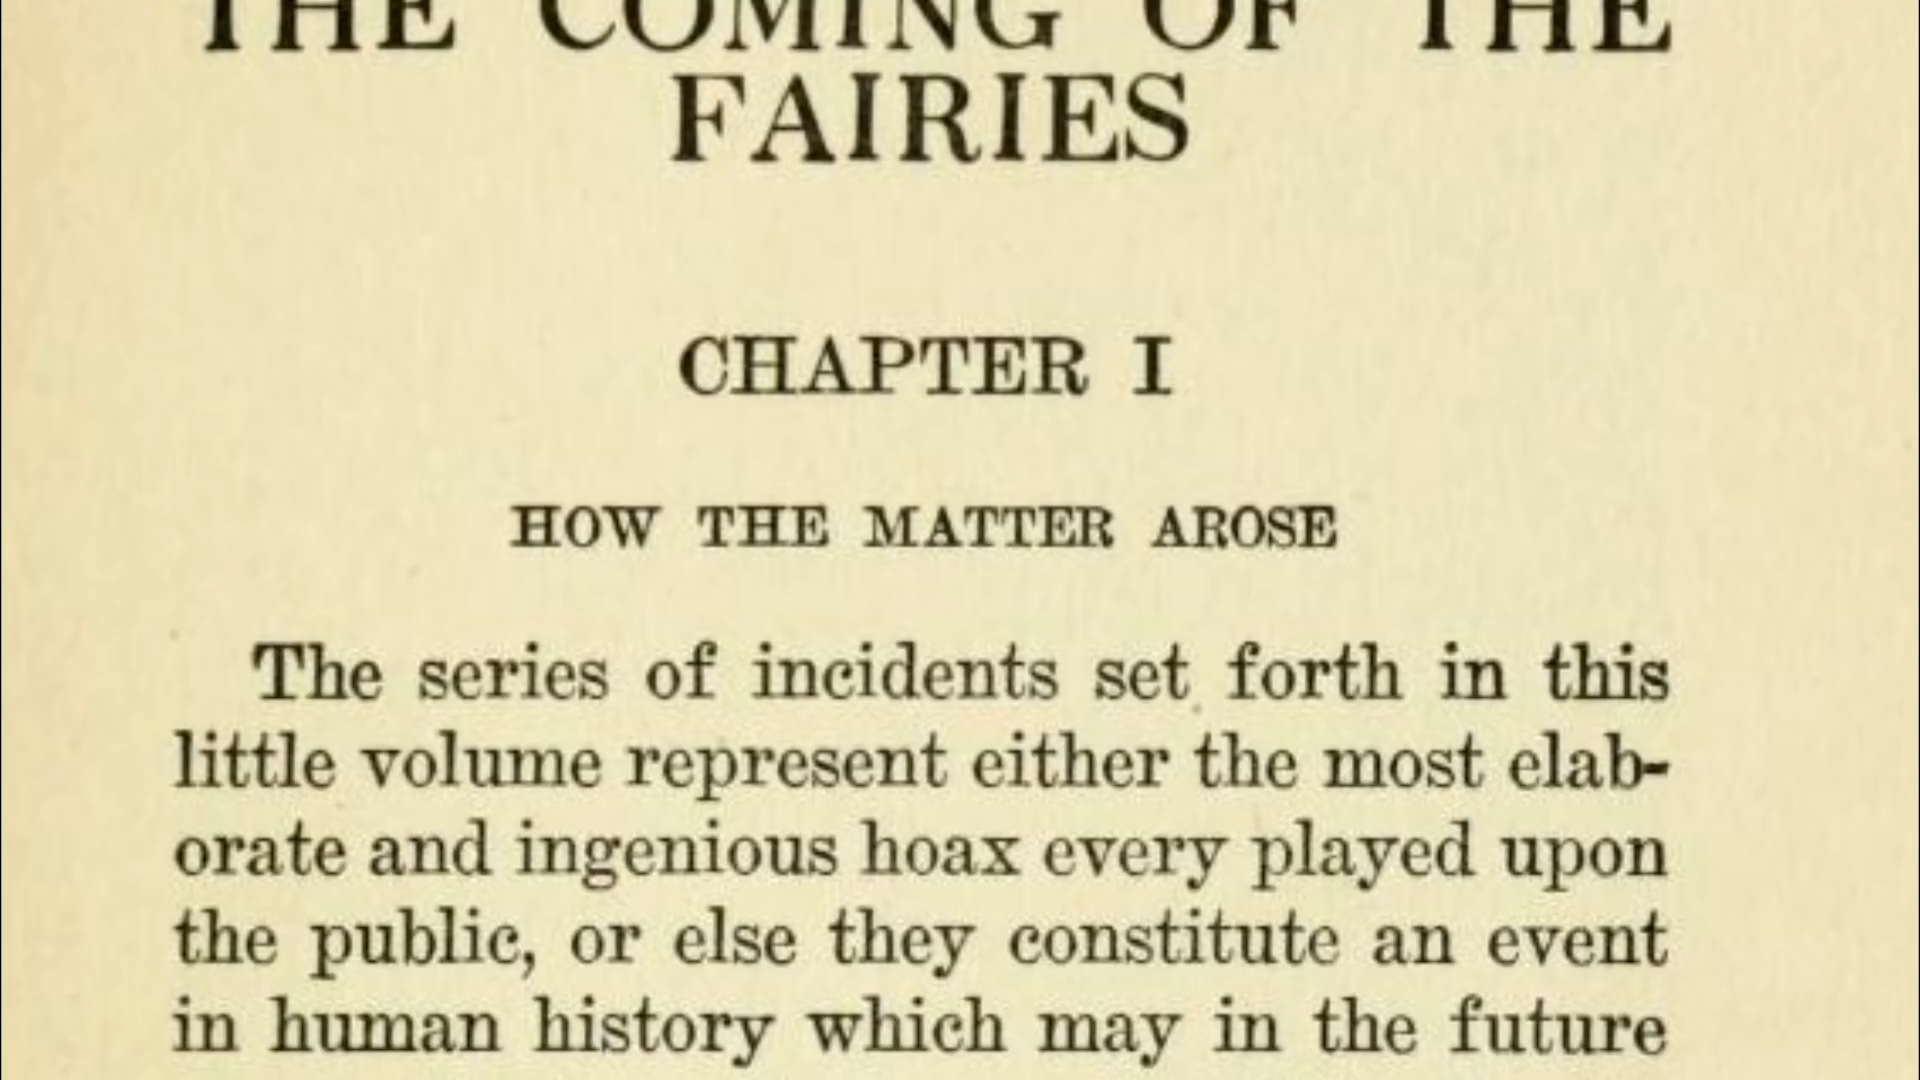 THE COMING OF THE
FAIRIES
CHAPTER I
HOW THE MATTER AROSE
The series of incidents set forth in this
little volume represent either the most elab-
orate and ingenious hoax every played upon
the public, or else they constitute an event
in human history which may in the future